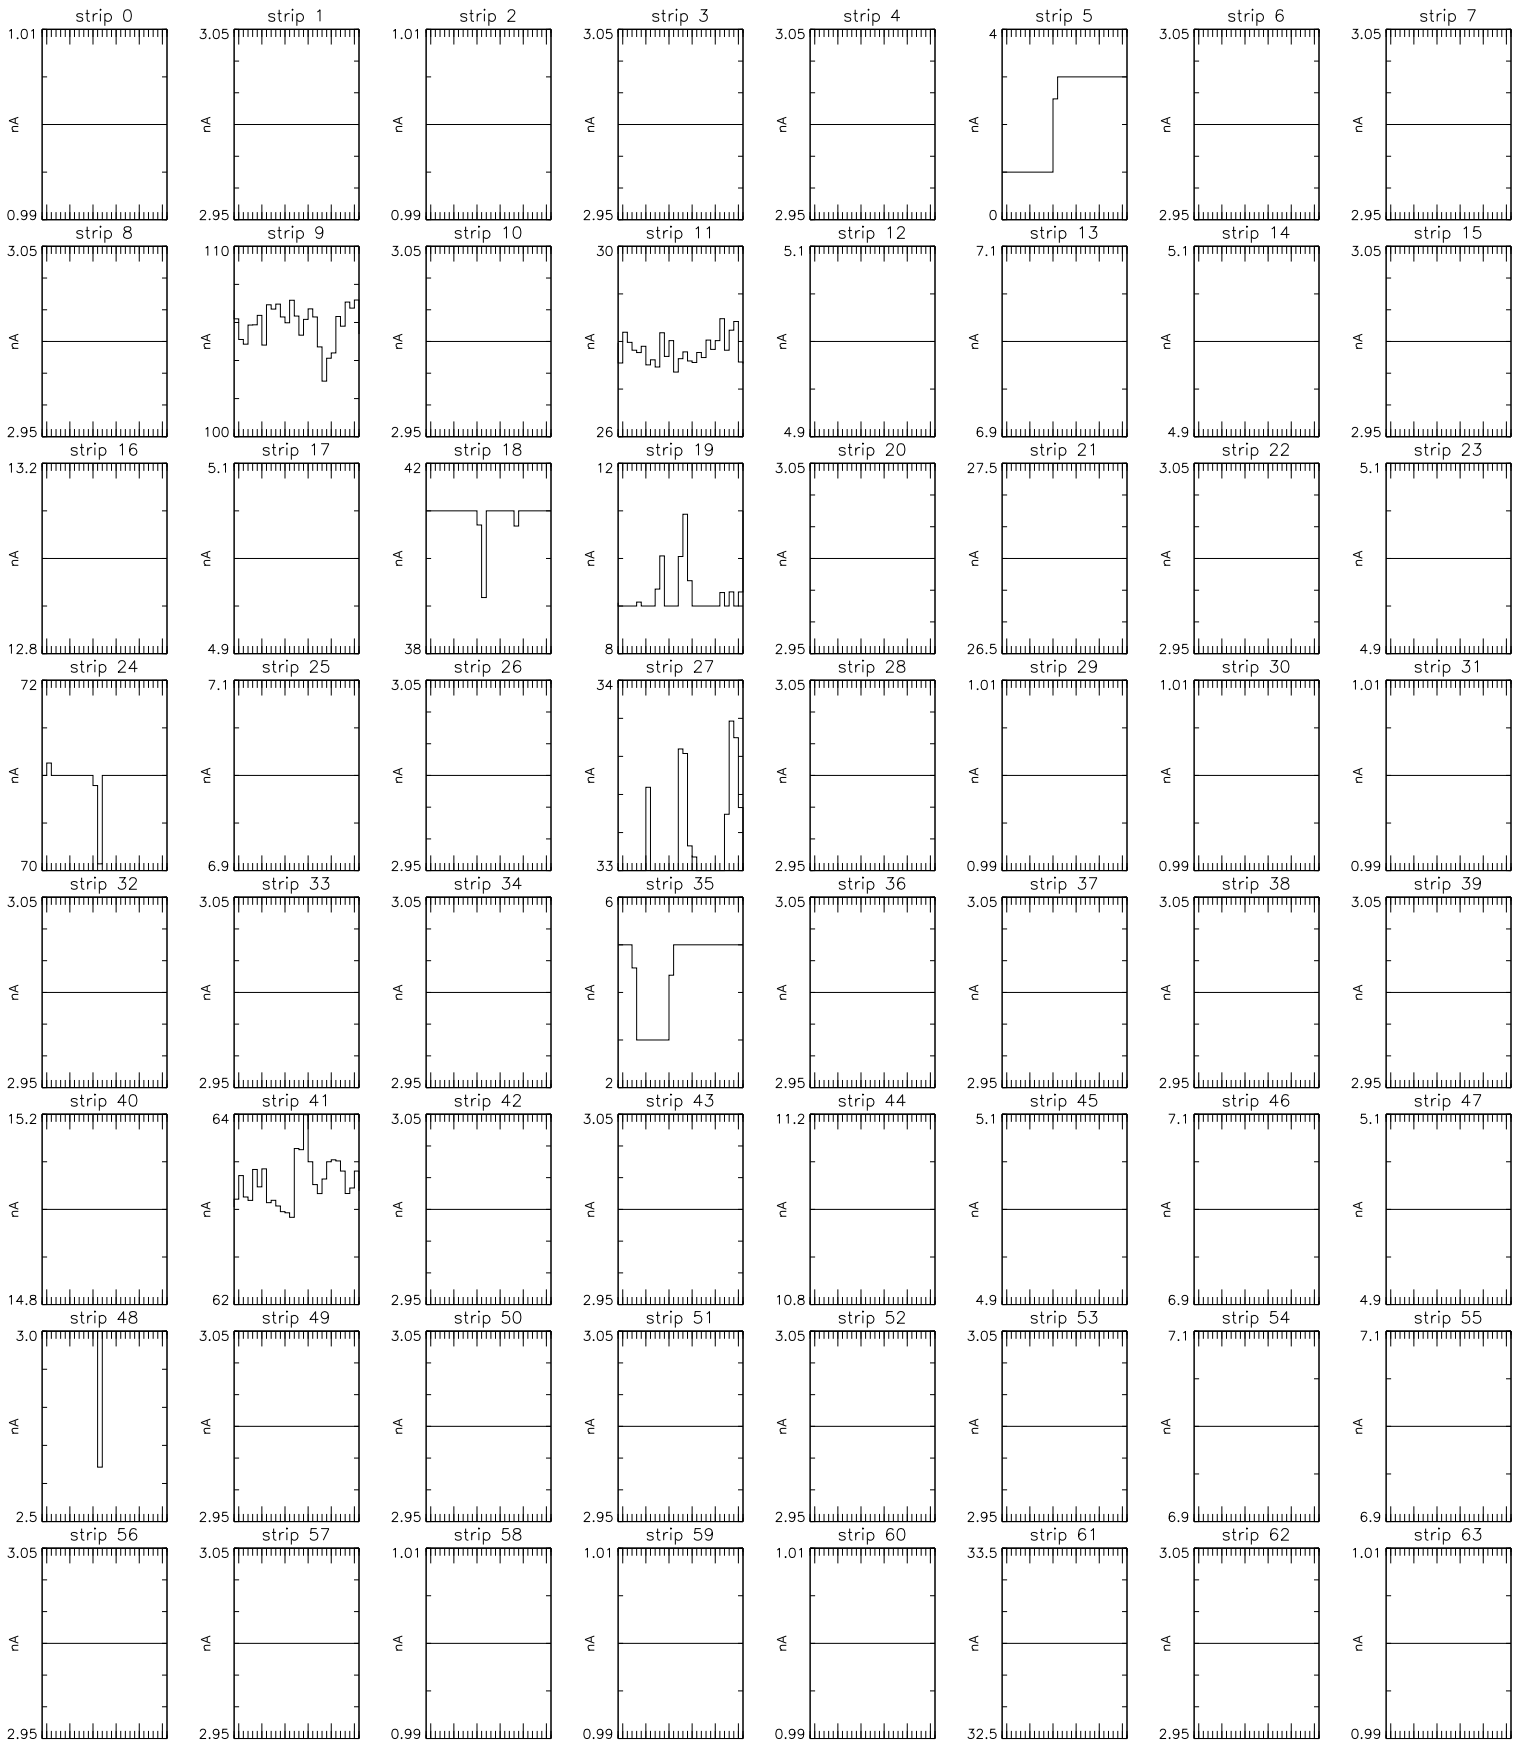 strip 0 strip 1 strip 2 strip 3 strip 4 strip 5 strip 6 strip 7
1.01 3.05 1.01 3.05 3.05 4 3.05 3.05
nA nA nA nA nA nA nA nA
0.99 2.95 0.99 2.95 2.95 0 2.95 2.95
strip 8 strip 9 strip 10 strip 11 strip 12 strip 13 strip 14 strip 15
3.05 110 3.05 30 5.1 7.1 5.1 3.05
nA nA nA nA nA nA nA nA
2.95 100 2.95 26 4.9 6.9 4.9 2.95
strip 16 strip 17 strip 18 strip 19 strip 20 strip 21 strip 22 strip 23
13.2 5.1 42 12 3.05 27.5 3.05 5.1
nA nA nA nA nA nA nA nA
12.8 4.9 38 8 2.95 26.5 2.95 4.9
strip 24 strip 25 strip 26 strip 27 strip 28 strip 29 strip 30 strip 31
72 7.1 3.05 34 3.05 1.01 1.01 1.01
nA nA nA nA nA nA nA nA
70 6.9 2.95 33 2.95 0.99 0.99 0.99
strip 32 strip 33 strip 34 strip 35 strip 36 strip 37 strip 38 strip 39
3.05 3.05 3.05 6 3.05 3.05 3.05 3.05
nA nA nA nA nA nA nA nA
2.95 2.95 2.95 2 2.95 2.95 2.95 2.95
strip 40 strip 41 strip 42 strip 43 strip 44 strip 45 strip 46 strip 47
15.2 64 3.05 3.05 11.2 5.1 7.1 5.1
nA nA nA nA nA nA nA nA
14.8 62 2.95 2.95 10.8 4.9 6.9 4.9
strip 48 strip 49 strip 50 strip 51 strip 52 strip 53 strip 54 strip 55
3.0 3.05 3.05 3.05 3.05 3.05 7.1 7.1
nA nA nA nA nA nA nA nA
2.5 2.95 2.95 2.95 2.95 2.95 6.9 6.9
strip 56 strip 57 strip 58 strip 59 strip 60 strip 61 strip 62 strip 63
3.05 3.05 1.01 1.01 1.01 33.5 3.05 1.01
nA nA nA nA nA nA nA nA
2.95 2.95 0.99 0.99 0.99 32.5 2.95 0.99